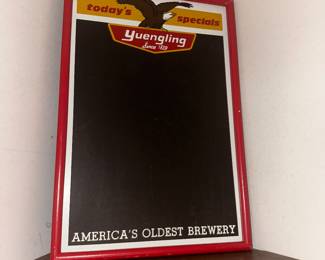 today's specials
Yuengling
Since 1829
AMERICA'S OLDEST BREWERY